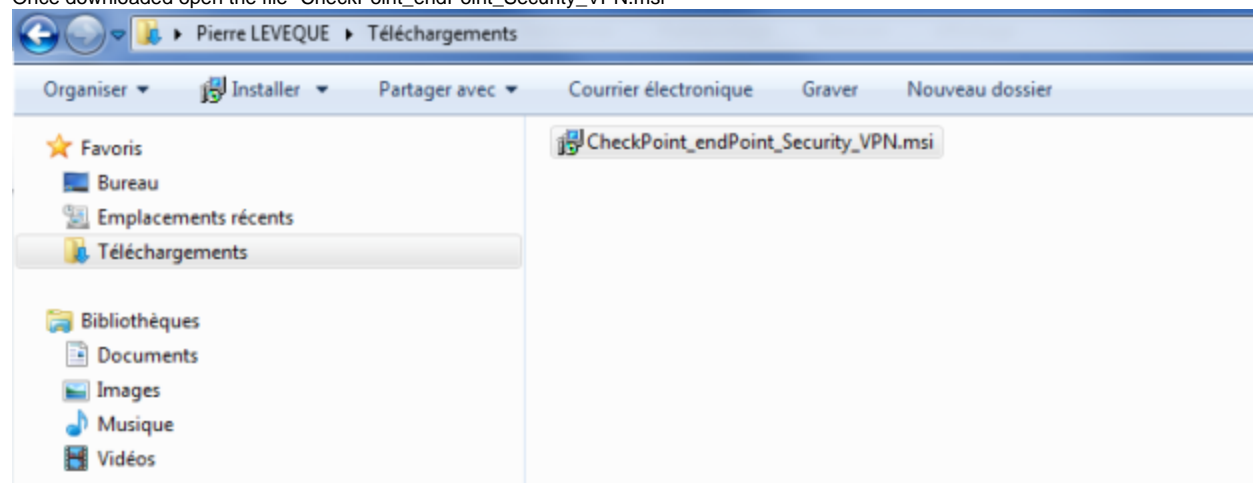 Once downloaded open the file "CheckPoint_endPoint_Security_VPN.msi"
Pierre LEVEQUE Téléchargements
Organiser Installer Partager avec Courrier électronique Graver Nouveau dossier
Favoris
Bureau
Emplacements récents
Téléchargements
Bibliothèques
Documents
Images
Musique
Vidéos
CheckPoint_endPoint_Security_VPN.msi